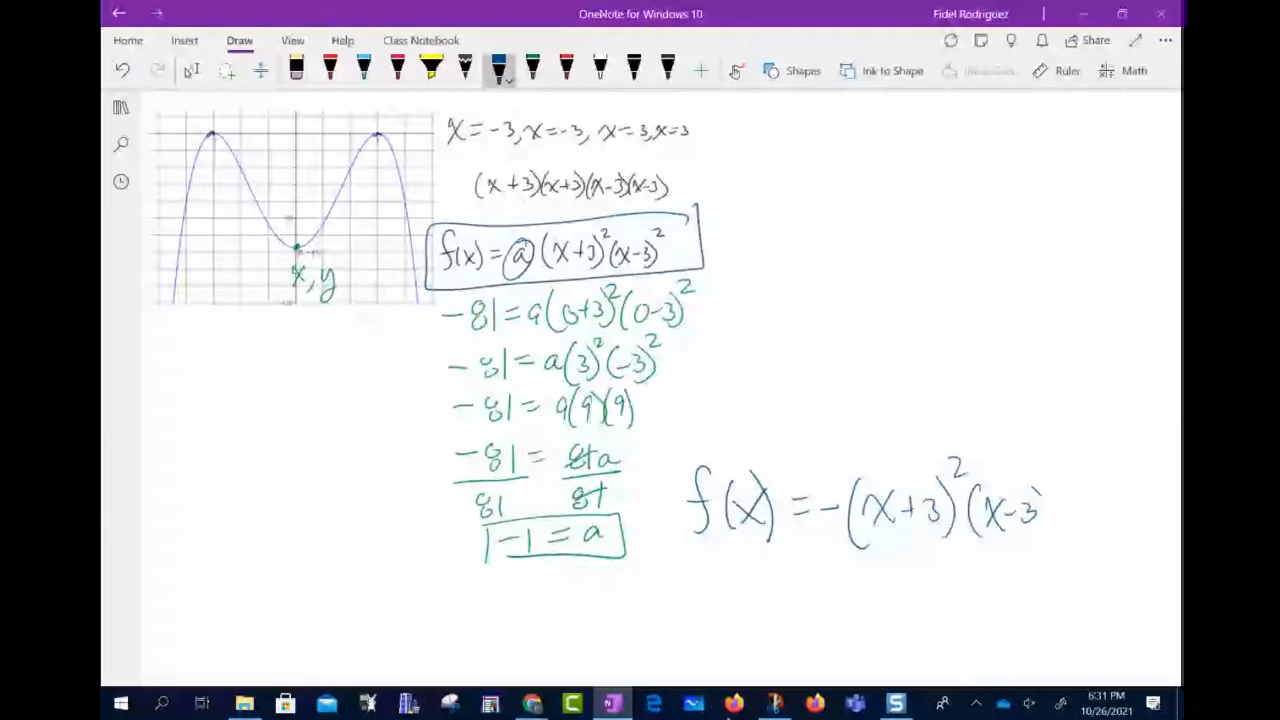 OneNote for Windows 10
Fidel Rodriguez
Home Insert Draw View Help Class Notebook
Share
Shapes
Ink to Shape
Ruler
Math
x = -3, x = -3, x = 3, x = 3
(x + 3)(x + 3)(x - 3)(x - 3)
f(x) = a (x + 3)² (x - 3)²
x, y
-81 = a (0 + 3)² (0 - 3)²
-81 = a (3)² (-3)²
-81 = a (9)(9)
-81 = 81a
81 81
-1 = a
f(x) = -(x + 3)² (x - 3
6:31 PM
10/26/2021